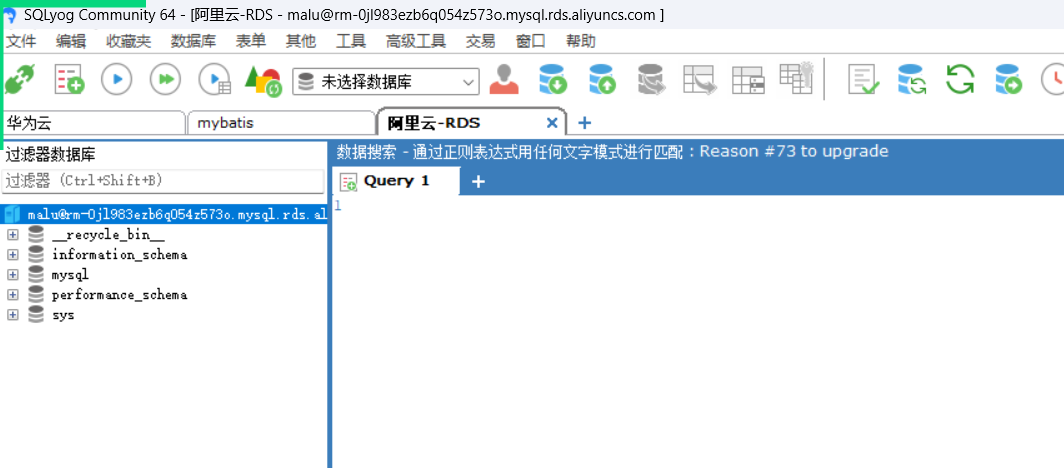 SQLyog Community 64 - [阿里云-RDS - malu@rm-0jl983ezb6q054z573o.mysql.rds.aliyuncs.com ]
文件 编辑 收藏夹 数据库 表单 其他 工具 高级工具 交易 窗口 帮助
未选择数据库
华为云 mybatis 阿里云-RDS
过滤器数据库
过滤器 (Ctrl+Shift+B)
数据搜索 - 通过正则表达式用任何文字模式进行匹配 : Reason #73 to upgrade
Query 1
1
malu@rm-0jl983ezb6q054z573o.mysql.rds.al
__recycle_bin__
information_schema
mysql
performance_schema
sys